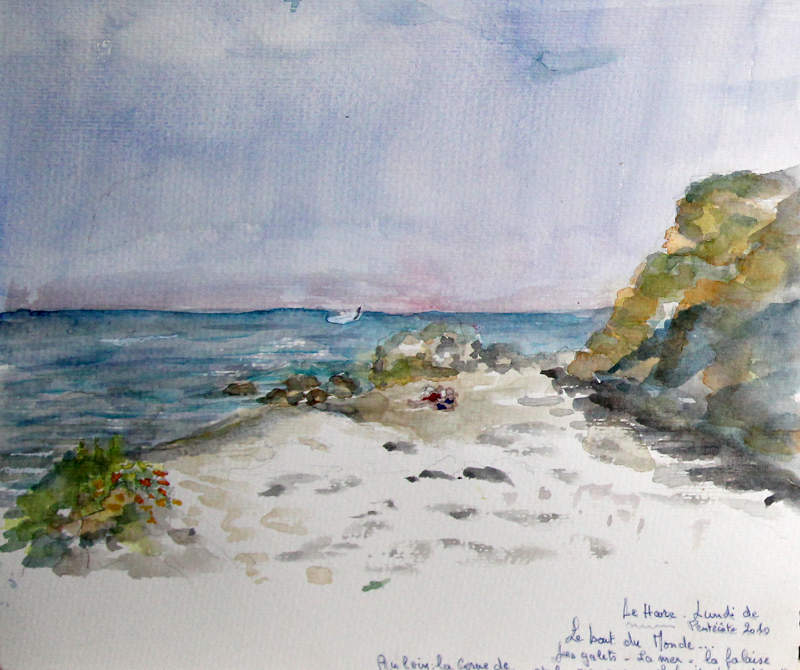 Le Havre - Lundi de
Pentecôte 2010
Le bout du Monde -
Les galets - La mer - la falaise
Au loin - la Corne de